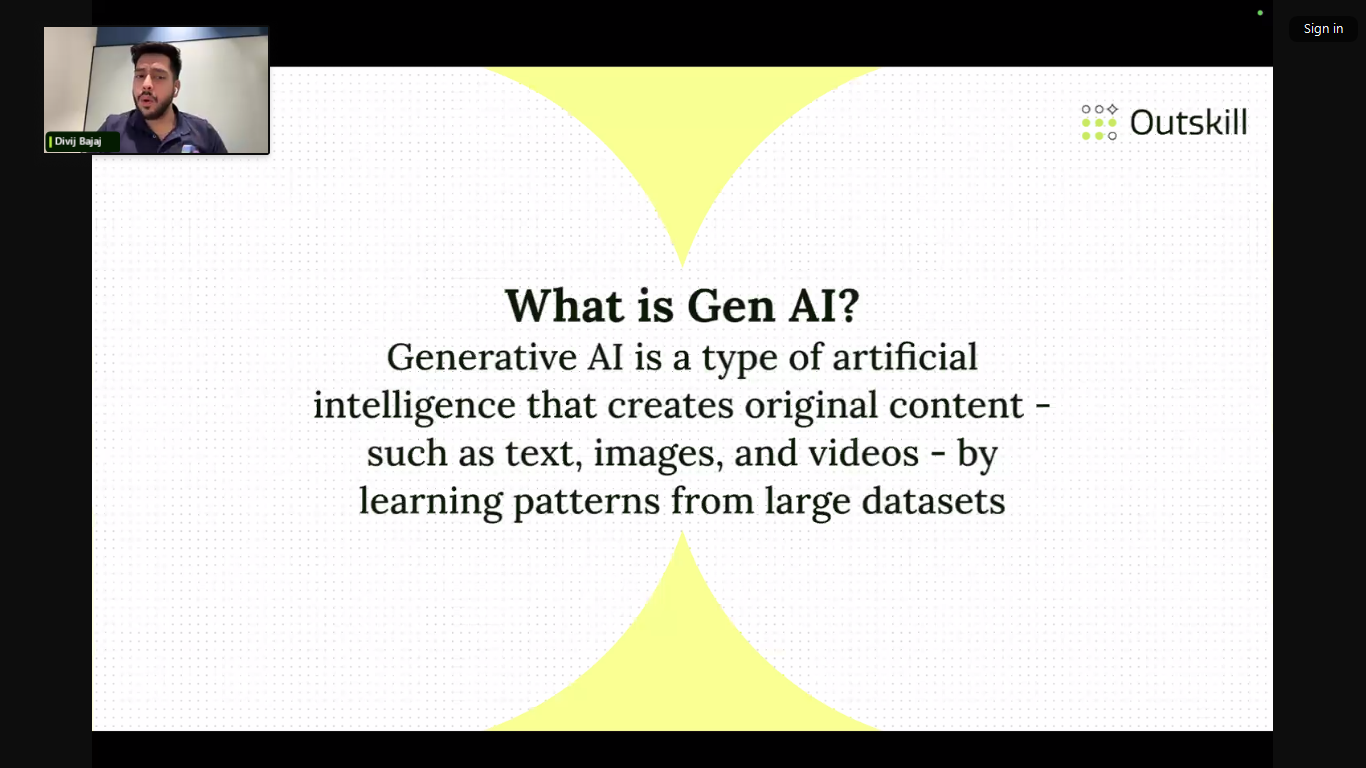 Sign in
Divij Bajaj
Outskill
What is Gen AI?
Generative AI is a type of artificial
intelligence that creates original content -
such as text, images, and videos - by
learning patterns from large datasets